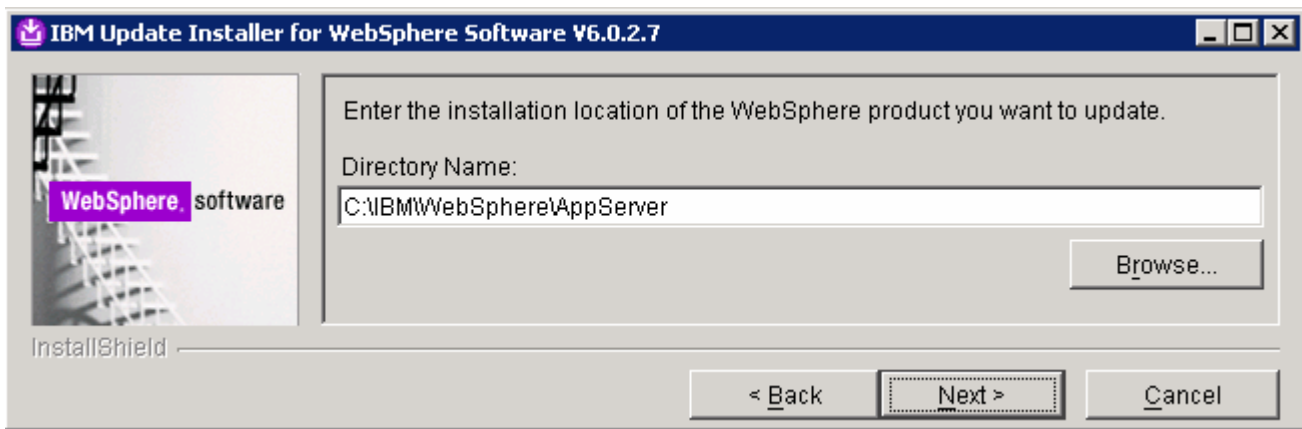 IBM Update Installer for WebSphere Software V6.0.2.7
Enter the installation location of the WebSphere product you want to update.
Directory Name:
C:\IBM\WebSphere\AppServer
WebSphere. software
Browse...
InstallShield
< Back
Next >
Cancel